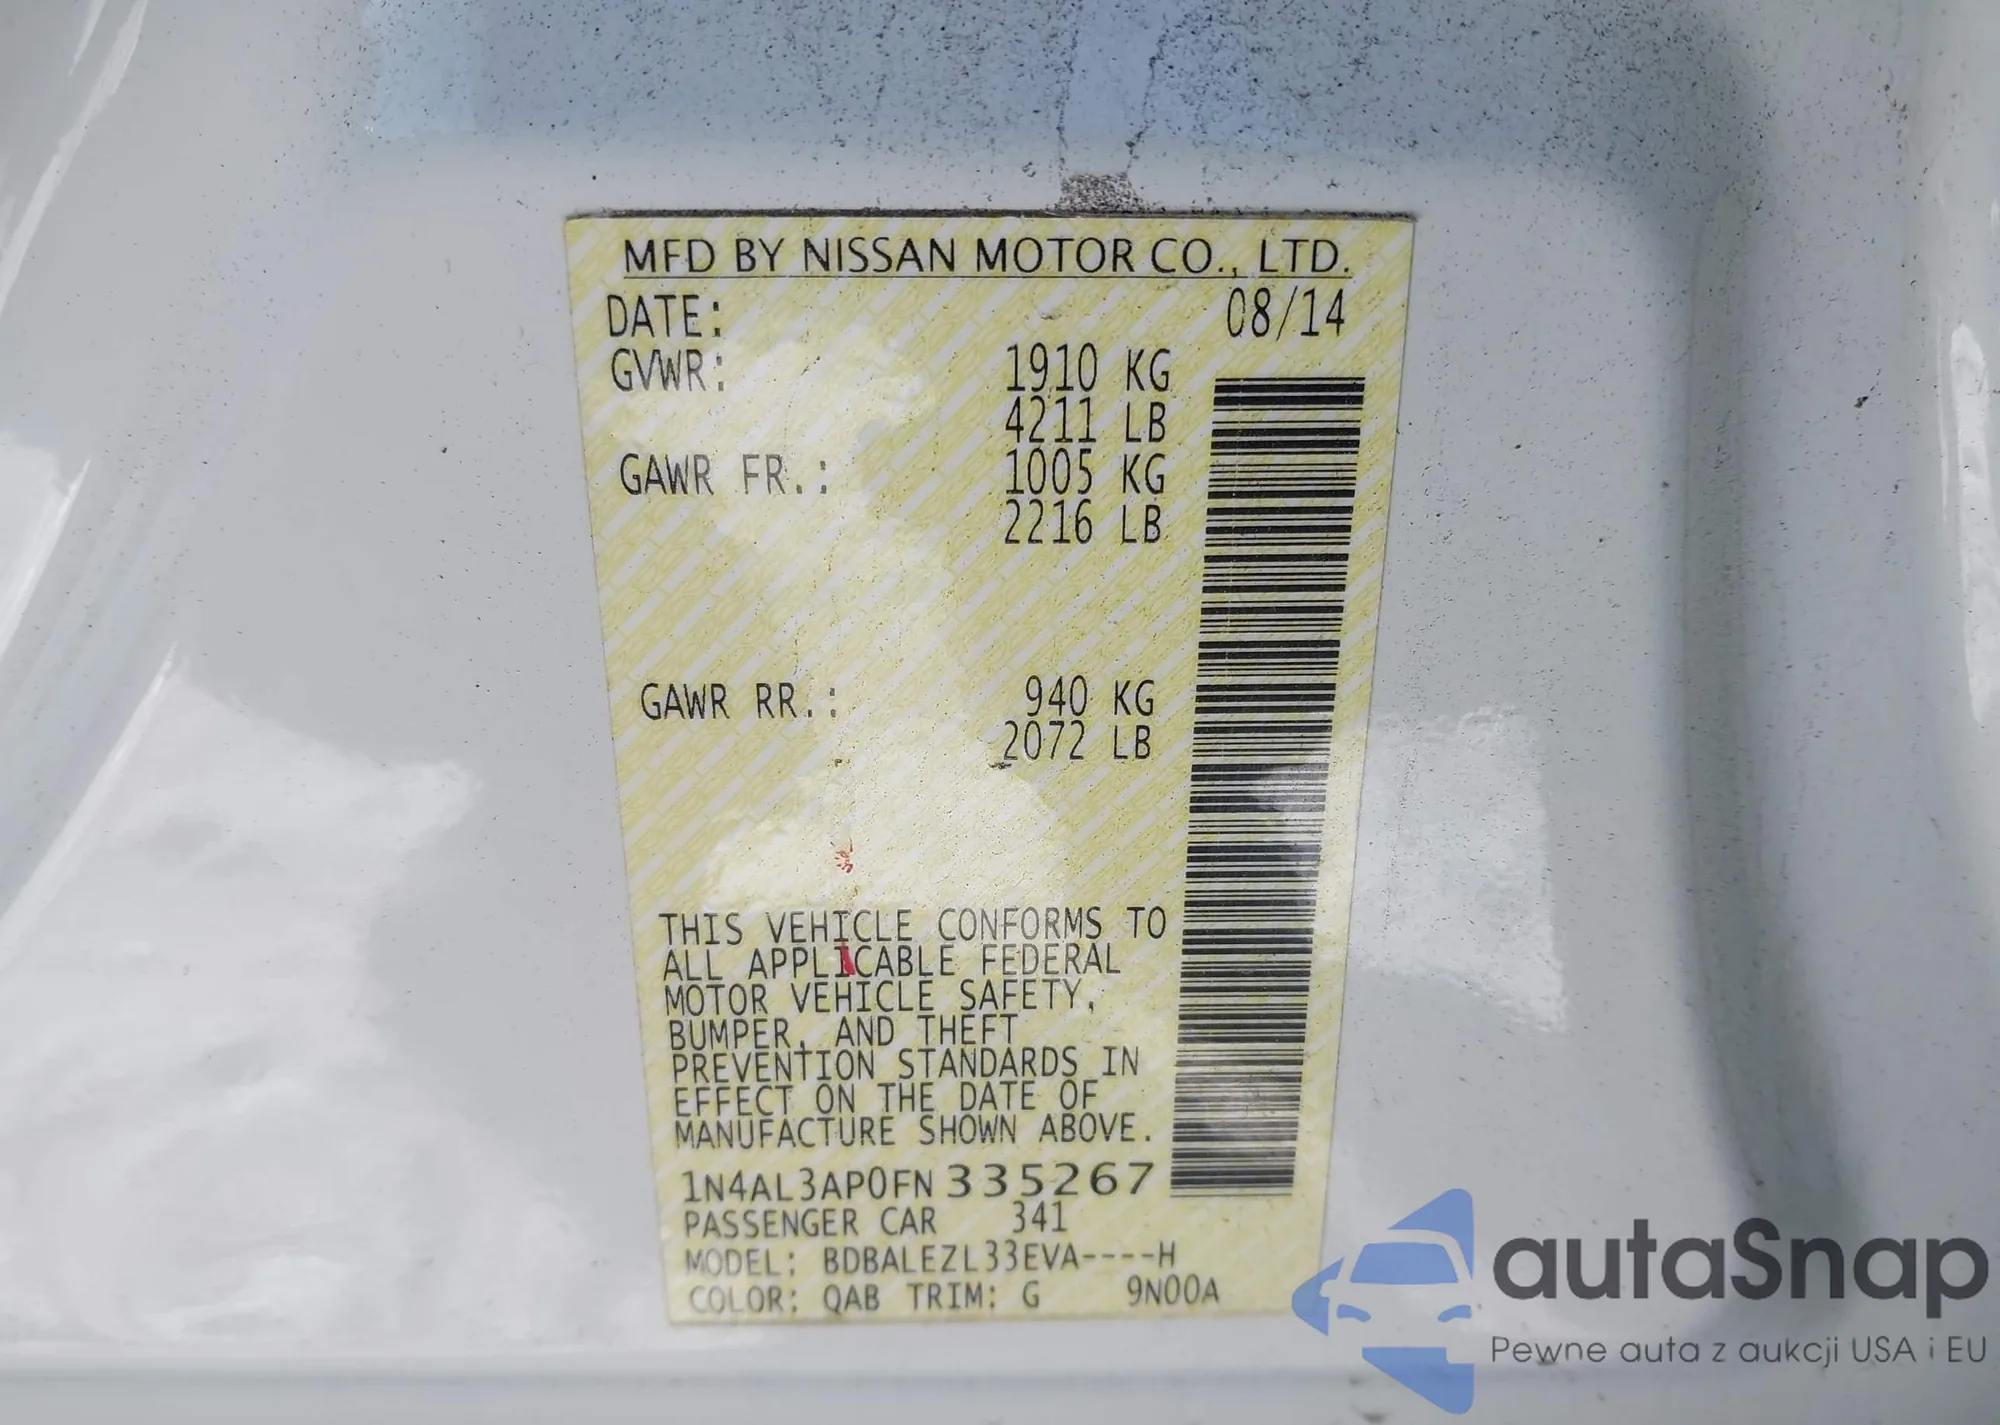 MFD BY NISSAN MOTOR CO., LTD.
DATE: 08/14
GVWR: 1910 KG
4211 LB
GAWR FR.: 1005 KG
2216 LB
GAWR RR.: 940 KG
2072 LB
THIS VEHICLE CONFORMS TO
ALL APPLICABLE FEDERAL
MOTOR VEHICLE SAFETY,
BUMPER, AND THEFT
PREVENTION STANDARDS IN
EFFECT ON THE DATE OF
MANUFACTURE SHOWN ABOVE.
1N4AL3AP0FN335267
PASSENGER CAR 341
MODEL: BDBALEZL33EVA----H
COLOR: QAB TRIM: G 9N00A
autaSnap
Pewne auta z aukcji USA i EU